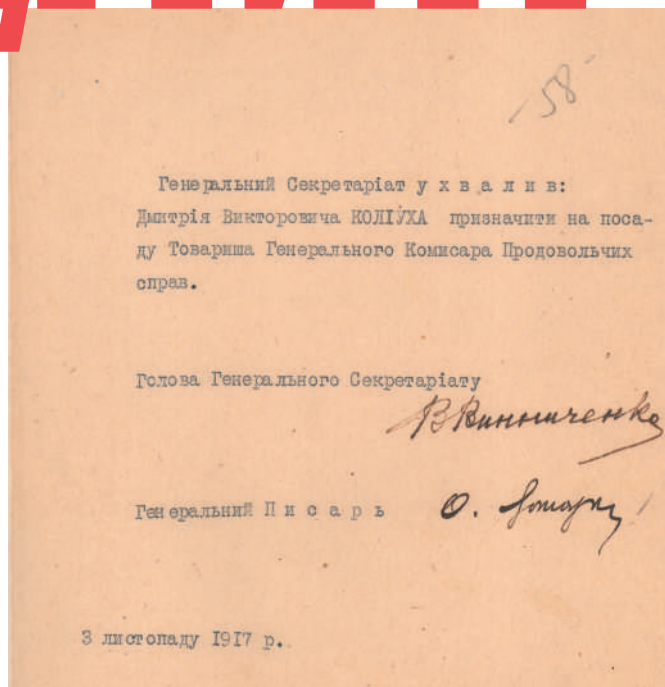 58
Генеральний Секретаріат у х в а л и в:
Дмитрія Викторовича КОЛІУХА призначити на поса-
ду Товариша Генерального Комисара Продовольчих
справ.
Голова Генерального Секретаріату
В Винниченко
Генеральний П и с а р ь
О.
3 листопаду 1917 р.